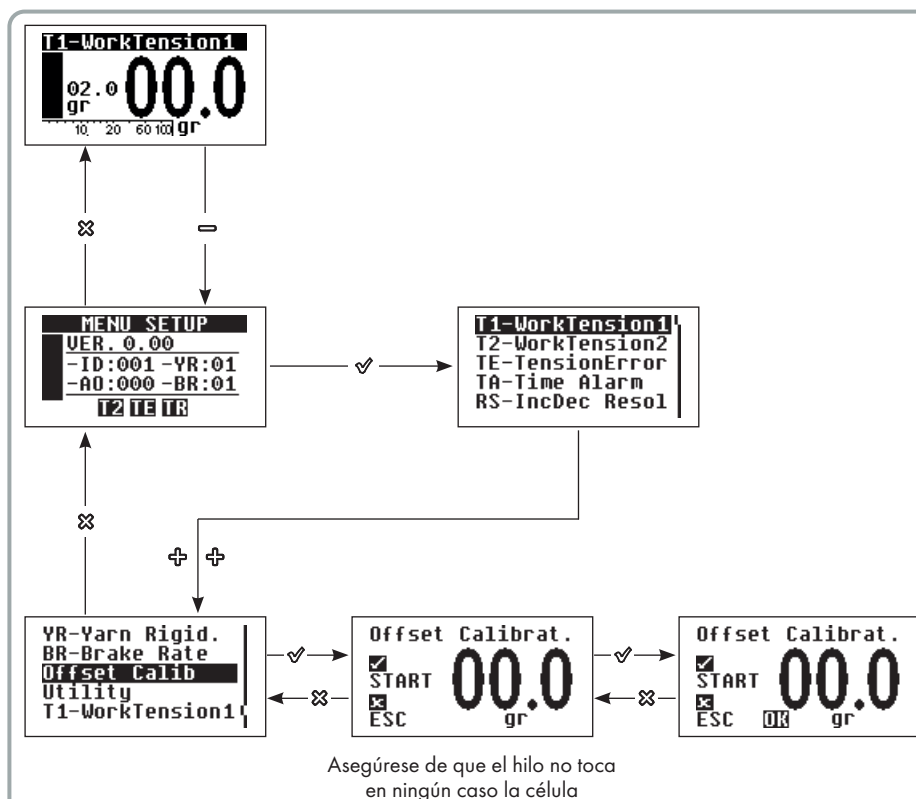 T1-WorkTension1
02.0
gr
00.0
gr
10 20 60 100
MENU SETUP
VER. 0.00
-ID:001 -YR:01
-AO:000 -BR:01
T2 TE TR
T1-WorkTension1
T2-WorkTension2
TE-TensionError
TA-Time Alarm
RS-IncDec Resol
YR-Yarn Rigid.
BR-Brake Rate
Offset Calib
Utility
T1-WorkTension1
Offset Calibrat.
START
00.0
ESC
gr
Offset Calibrat.
START
00.0
ESC OK gr
Asegúrese de que el hilo no toca
en ningún caso la célula